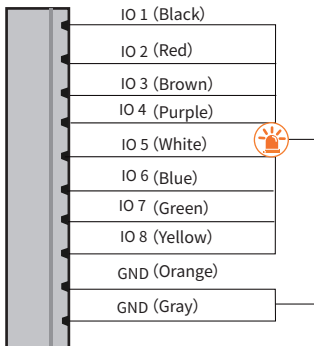 IO 1 (Black)
IO 2 (Red)
IO 3 (Brown)
IO 4 (Purple)
IO 5 (White)
IO 6 (Blue)
IO 7 (Green)
IO 8 (Yellow)
GND (Orange)
GND (Gray)